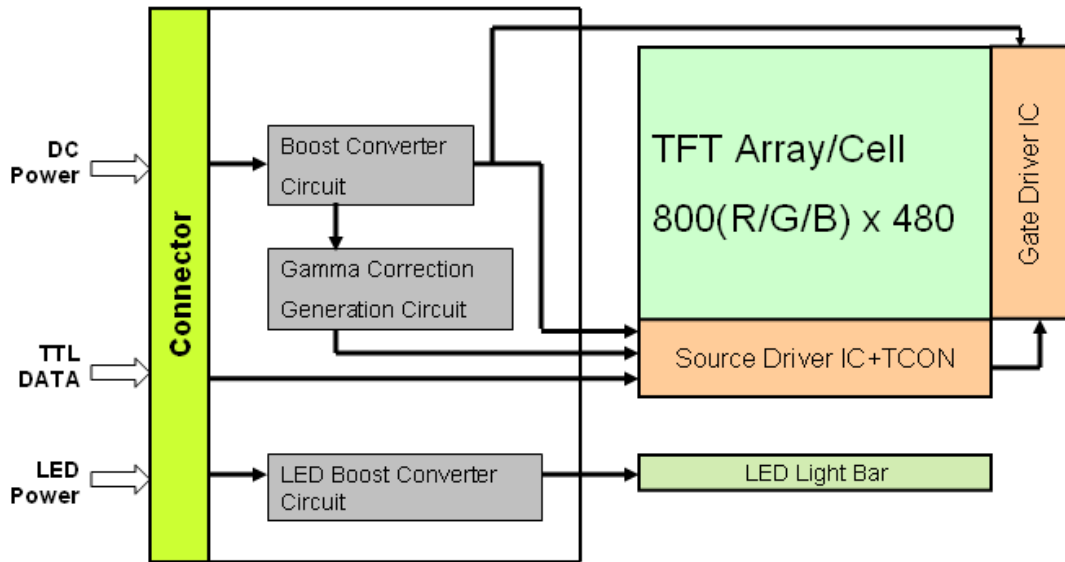 DC
Power
TTL
DATA
LED
Power
Connector
Boost Converter
Circuit
Gamma Correction
Generation Circuit
LED Boost Converter
Circuit
TFT Array/Cell
800(R/G/B) x 480
Gate Driver IC
Source Driver IC+TCON
LED Light Bar